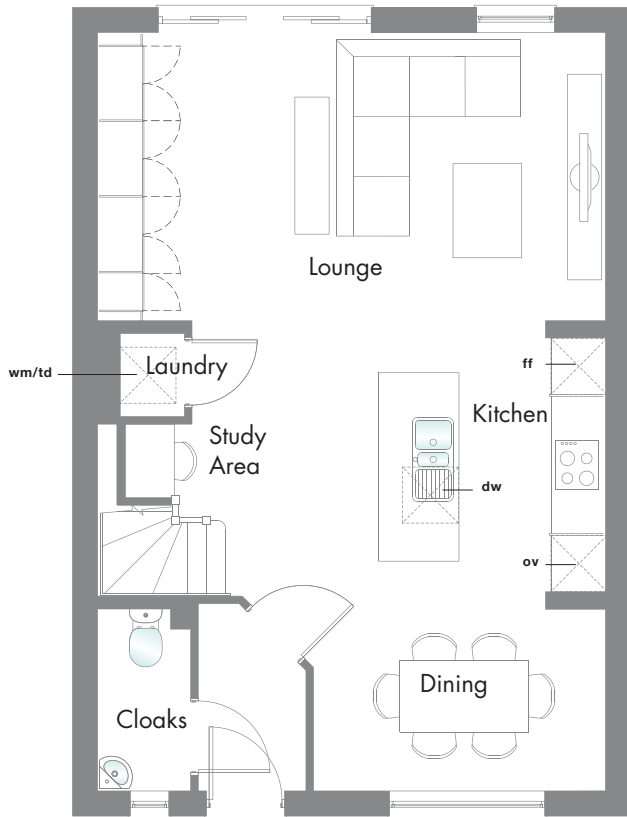 Lounge
wm/td
Laundry
ff
Kitchen
Study
Area
dw
ov
Dining
Cloaks